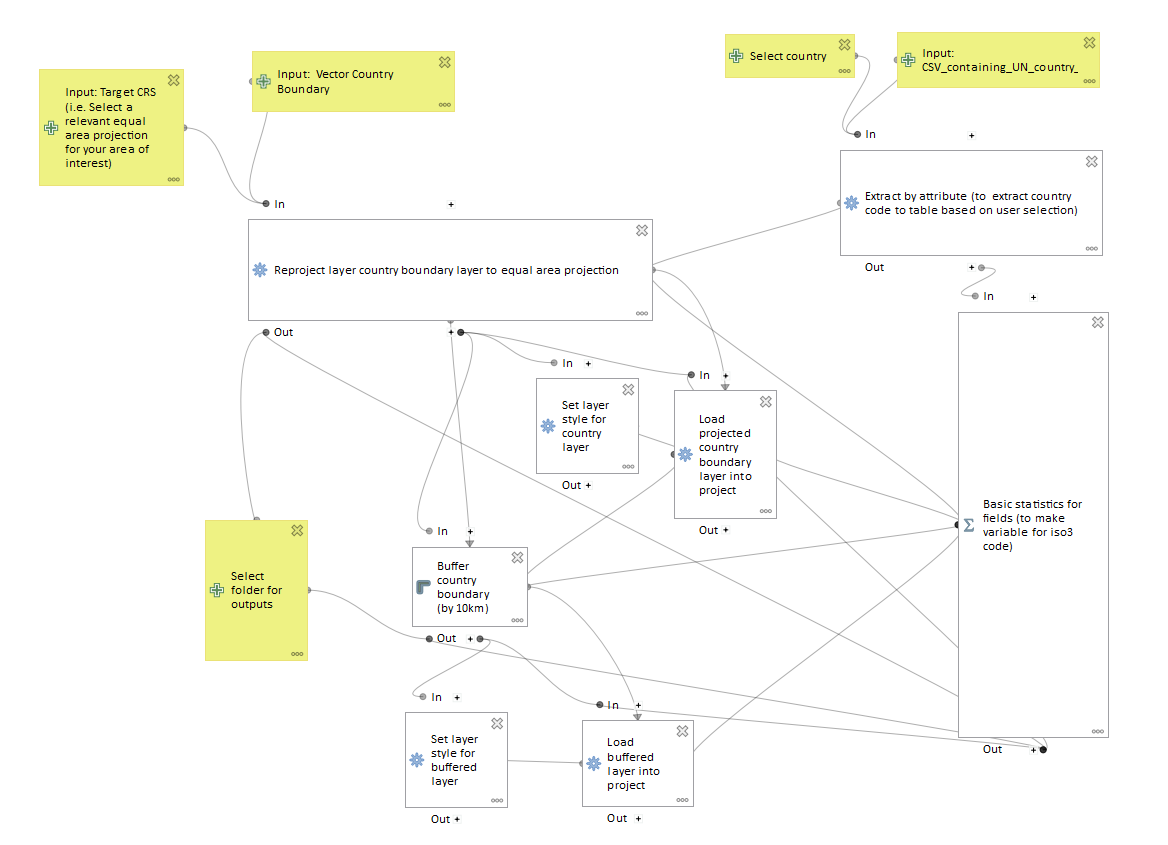 Select country
Input:
CSV_containing_UN_country_
Input:  Vector Country
Boundary
Input: Target CRS
(i.e. Select a
relevant equal
area projection
for your area of
interest)
In
+
In
+
Extract by attribute (to  extract country
code to table based on user selection)
Out
+
Reproject layer country boundary layer to equal area projection
Out
+
In
+
In
+
In
+
Set layer
style for
country
layer
Out +
Load
projected
country
boundary
layer into
project
Out +
Basic statistics for
fields (to make
variable for iso3
code)
Out
+
Select
folder for
outputs
In
+
Buffer
country
boundary
(by 10km)
Out
+
In
+
Set layer
style for
buffered
layer
Out +
In
+
Load
buffered
layer into
project
Out
+